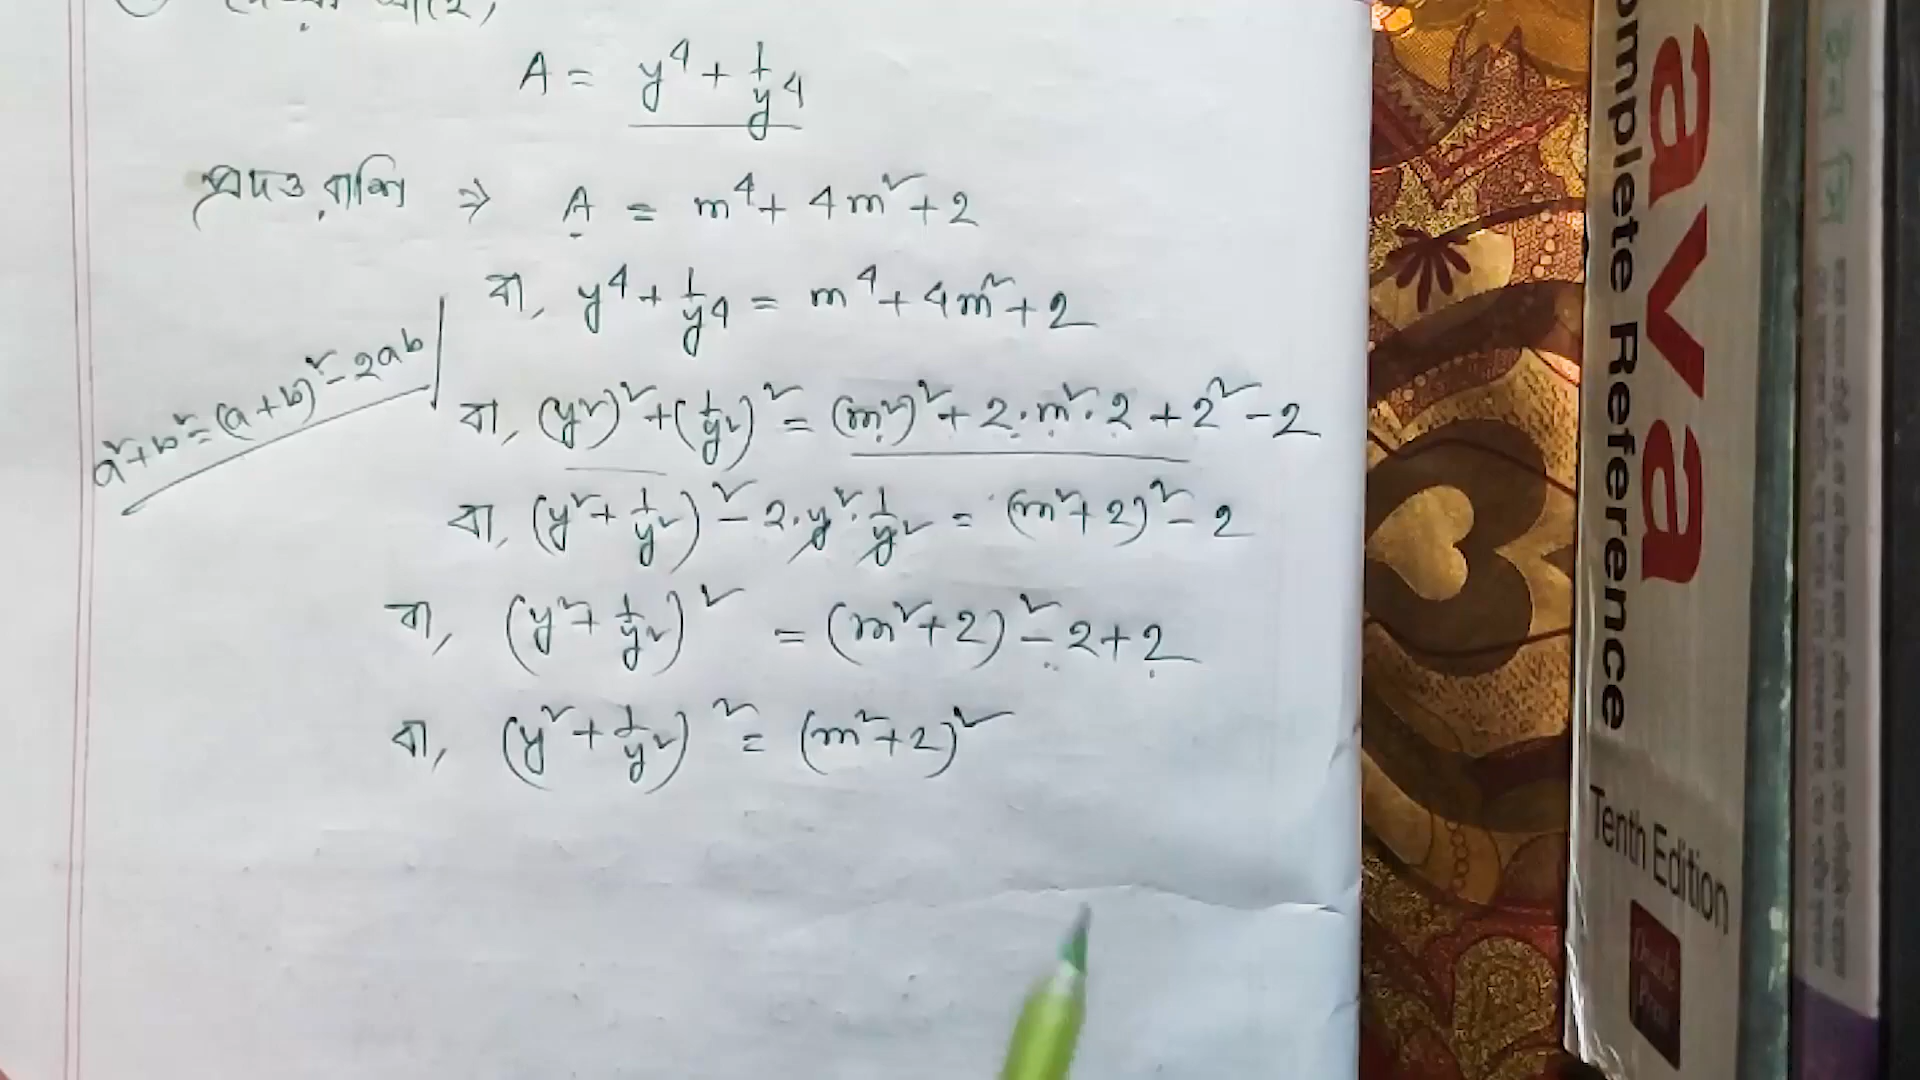 A = y⁴ + 1/y⁴
প্রদত্ত রাশি ⇒ A = m⁴ + 4m² + 2
বা, y⁴ + 1/y⁴ = m⁴ + 4m² + 2
a² + b² = (a + b)² - 2ab
বা, (y²)² + (1/y²)² = (m²)² + 2·m²·2 + 2² - 2
বা, (y² + 1/y²)² - 2·y²·1/y² = (m² + 2)² - 2
বা, (y² + 1/y²)² = (m² + 2)² - 2 + 2
বা, (y² + 1/y²)² = (m² + 2)²
ava
omplete Reference
Tenth Edition